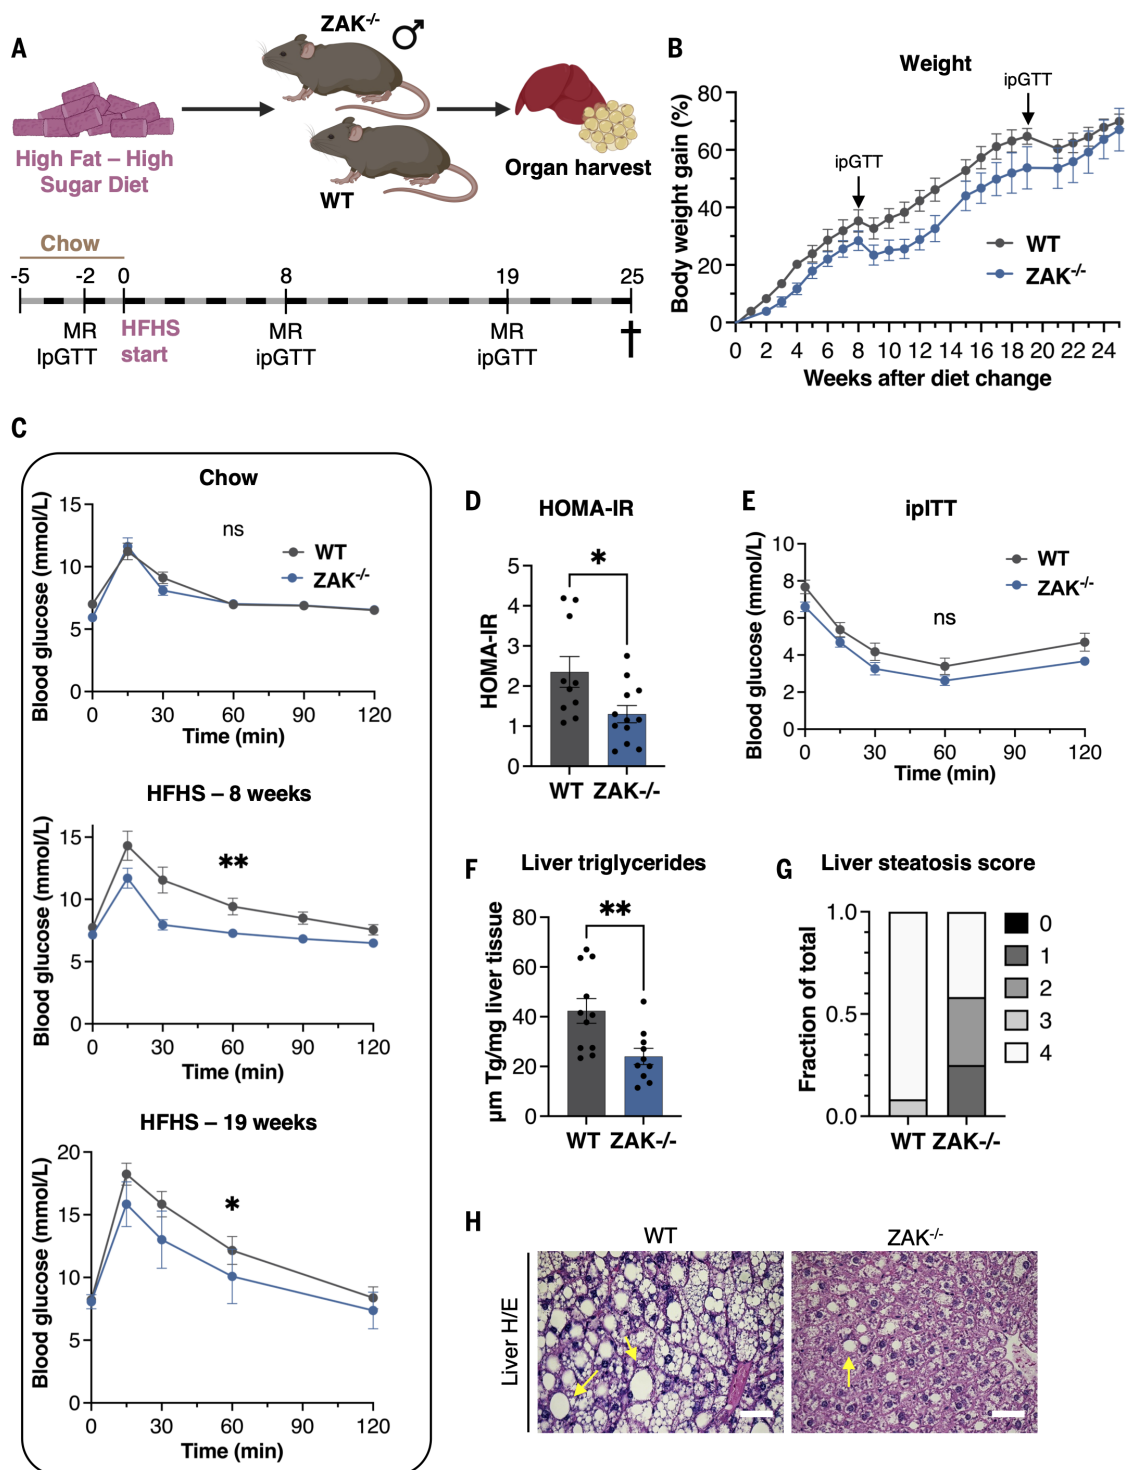 A
ZAK-/- ♂
High Fat – High
Sugar Diet
WT
Organ harvest
Chow
-5 -2 0 8 19 25
MR
IpGTT
HFHS
start
MR
ipGTT
MR
ipGTT
†
B
Weight
ipGTT
ipGTT
Body weight gain (%)
80
60
40
20
0
WT
ZAK-/-
0 2 4 6 8 10 12 14 16 18 20 22 24
Weeks after diet change
C
Chow
Blood glucose (mmol/L)
15
10
5
0
ns
WT
ZAK-/-
0 30 60 90 120
Time (min)
HFHS – 8 weeks
Blood glucose (mmol/L)
15
10
5
0
**
0 30 60 90 120
Time (min)
HFHS – 19 weeks
Blood glucose (mmol/L)
20
15
10
5
0
*
0 30 60 90 120
Time (min)
D
HOMA-IR
HOMA-IR
5
4
3
2
1
0
*
WT ZAK-/-
E
ipITT
Blood glucose (mmol/L)
10
8
6
4
2
0
ns
WT
ZAK-/-
0 30 60 90 120
Time (min)
F
Liver triglycerides
µm Tg/mg liver tissue
80
60
40
20
0
**
WT ZAK-/-
G
Liver steatosis score
Fraction of total
1.0
0.5
0.0
0
1
2
3
4
WT ZAK-/-
H
WT
ZAK-/-
Liver H/E